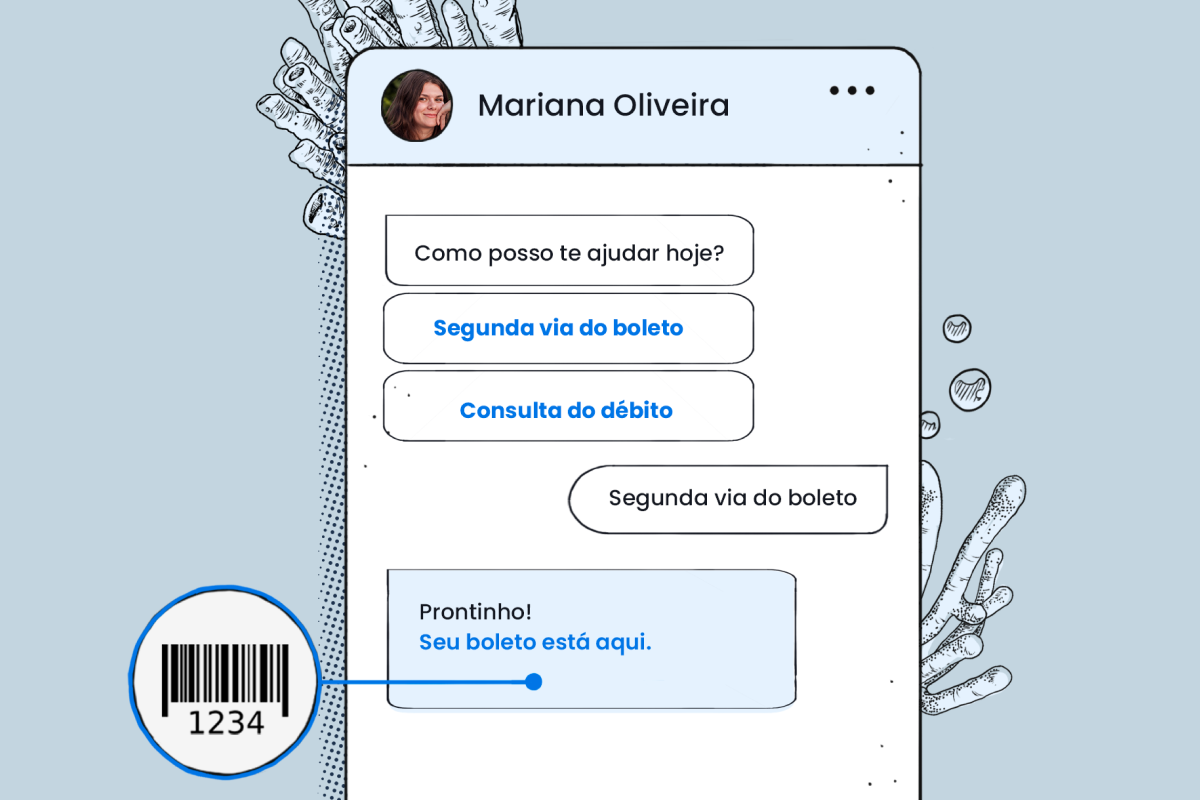 Mariana Oliveira
Como posso te ajudar hoje?
Segunda via do boleto
Consulta do débito
Segunda via do boleto
Prontinho!
Seu boleto está aqui.
1234